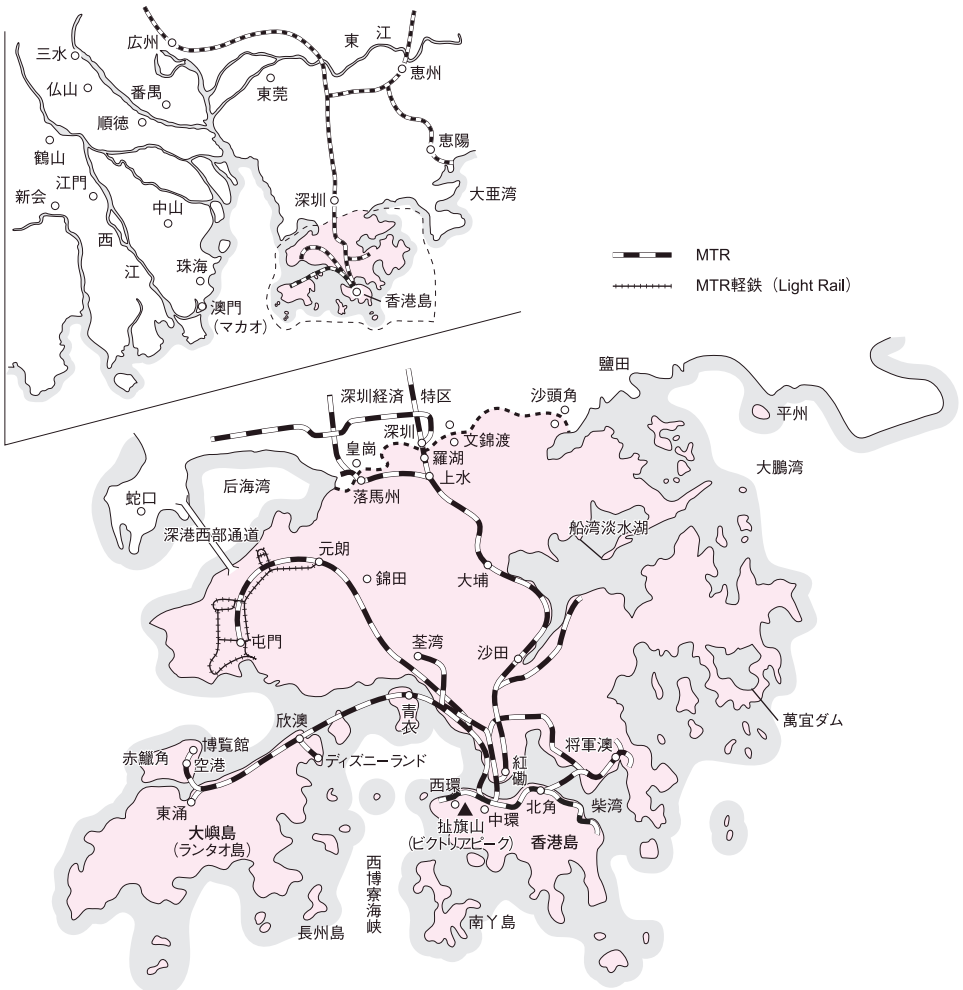 広州
東江
三水
恵州
仏山
番禺
東莞
順徳
恵陽
鶴山
江門
新会
深圳
大亜湾
中山
西江
珠海
香港島
澳門
（マカオ）
MTR
MTR軽鉄（Light Rail）
鹽田
深圳経済特区
沙頭角
平州
深圳
文錦渡
皇崗
羅湖
大鵬湾
上水
后海湾
落馬州
蛇口
船湾淡水湖
深港西部通道
元朗
錦田
大埔
屯門
荃湾
沙田
青衣
萬宜ダム
欣澳
博覧館
将軍澳
赤鱲角
空港
ディズニーランド
紅磡
西環
東涌
北角
柴湾
中環
大嶼島
（ランタオ島）
扯旗山
（ビクトリアピーク）
香港島
西博寮海峡
長州島
南丫島